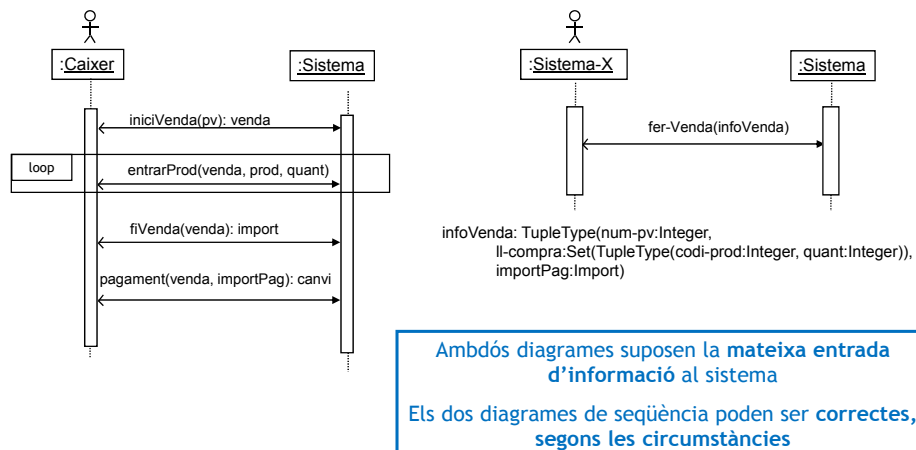 :Caixer
:Sistema
iniciVenda(pv): venda
loop
entrarProd(venda, prod, quant)
fiVenda(venda): import
pagament(venda, importPag): canvi
:Sistema-X
:Sistema
fer-Venda(infoVenda)
infoVenda: TupleType(num-pv:Integer,
ll-compra:Set(TupleType(codi-prod:Integer, quant:Integer)),
importPag:Import)
Ambdós diagrames suposen la mateixa entrada
d’informació al sistema
Els dos diagrames de seqüència poden ser correctes,
segons les circumstàncies